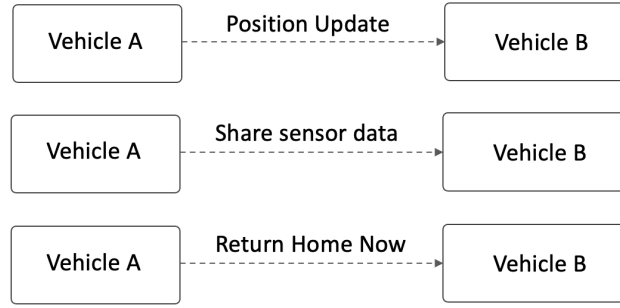 Vehicle A
Position Update
Vehicle B
Vehicle A
Share sensor data
Vehicle B
Vehicle A
Return Home Now
Vehicle B